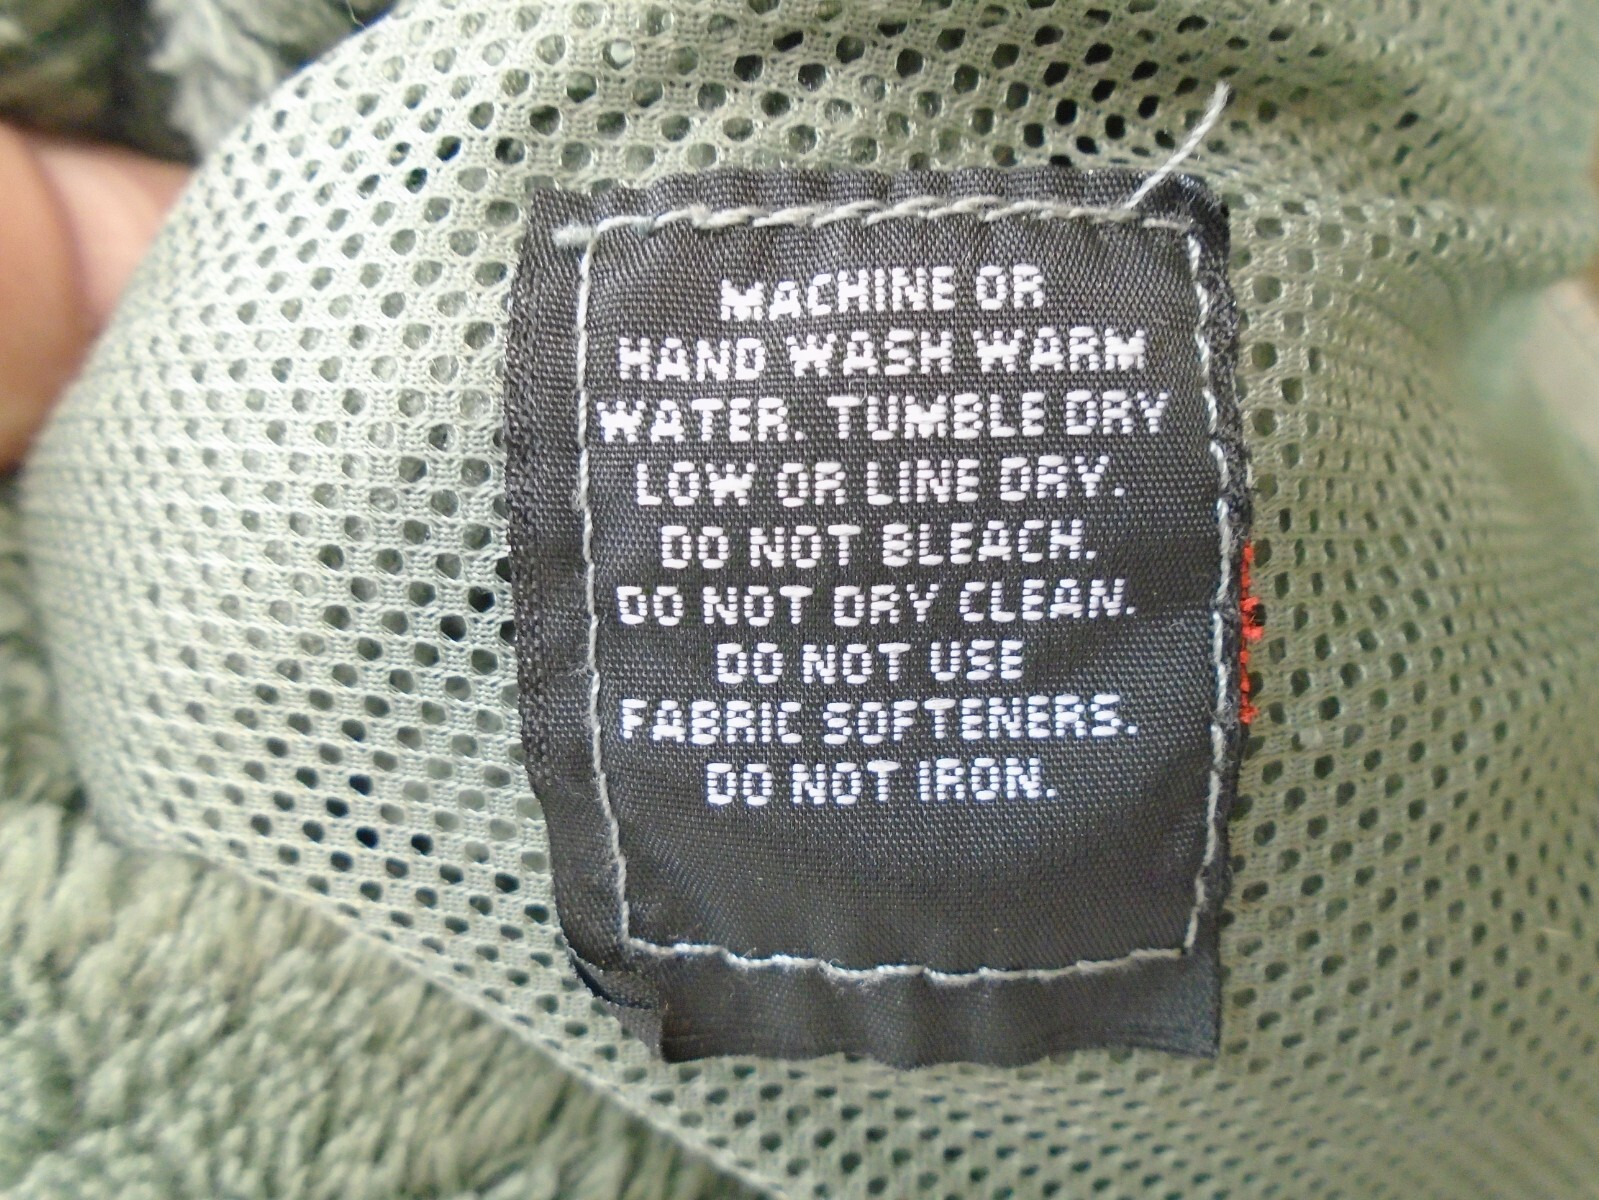 MACHINE OR
HAND WASH WARM
WATER. TUMBLE DRY
LOW OR LINE DRY.
DO NOT BLEACH.
DO NOT DRY CLEAN.
DO NOT USE
FABRIC SOFTENERS.
DO NOT IRON.